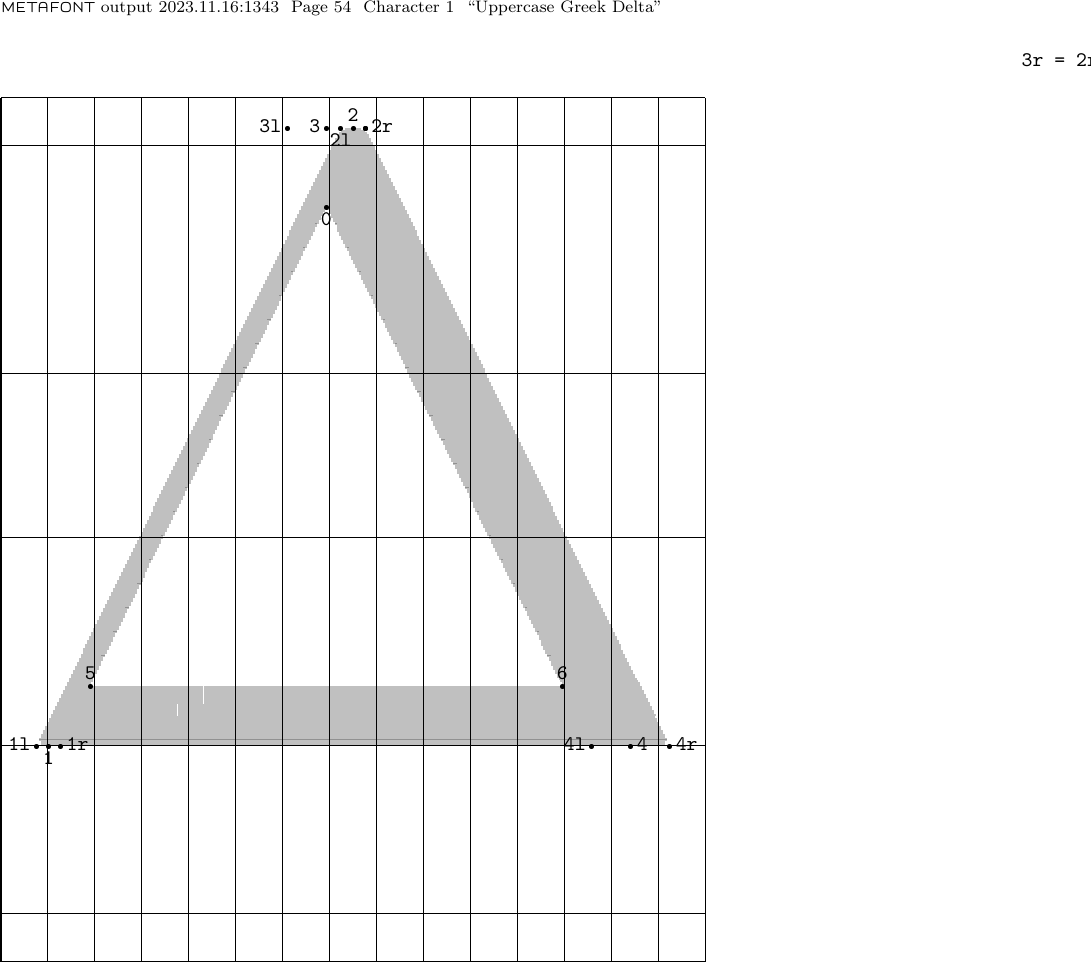 METAFONT output 2023.11.16:1343 Page 54 Character 1 “Uppercase Greek Delta”
3r = 2r
2
3l 3 2r
2l
0
5 6
1l 1r 4l 4 4r
1